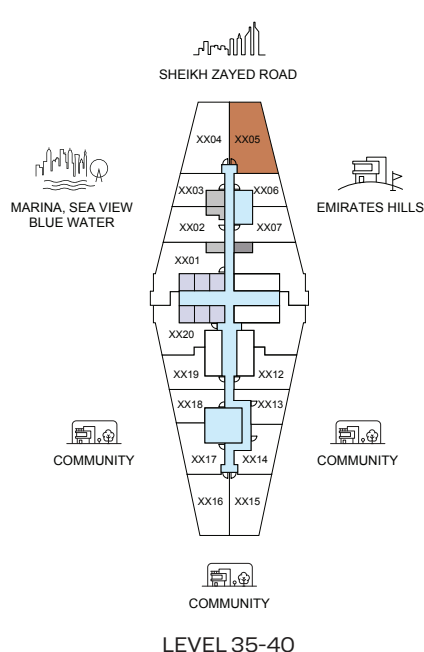 SHEIKH ZAYED ROAD
XX04
XX05
MARINA, SEA VIEW
BLUE WATER
XX03
XX06
EMIRATES HILLS
XX02
XX07
XX01
XX20
XX19
XX12
XX18
XX13
COMMUNITY
XX17
XX14
COMMUNITY
XX16
XX15
COMMUNITY
LEVEL 35-40